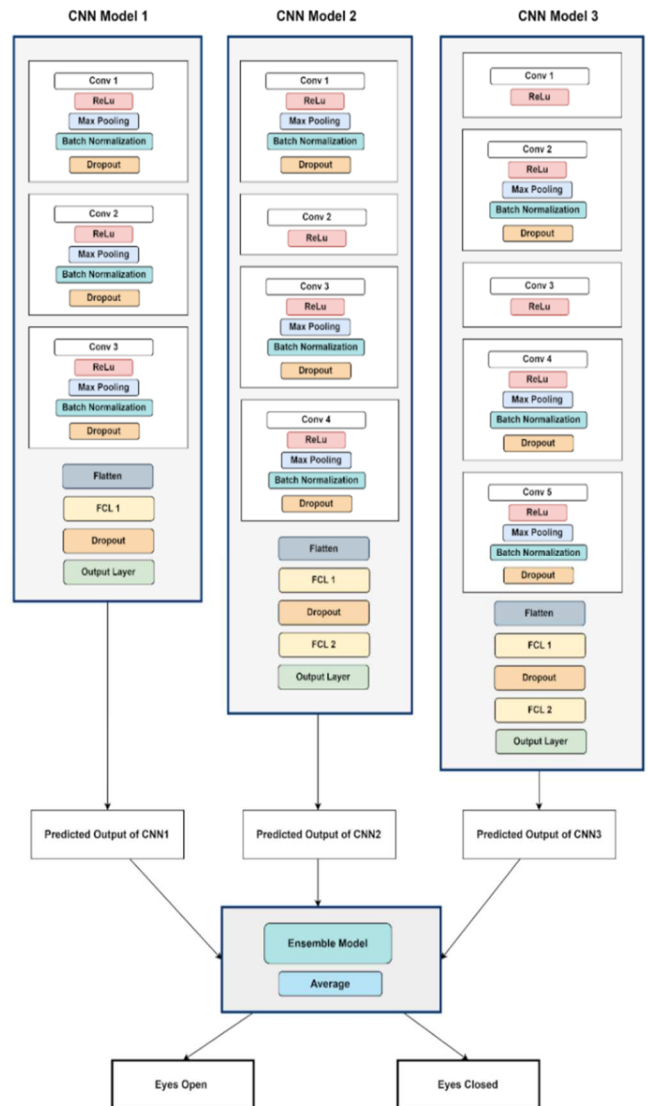 CNN Model 1
Conv 1
ReLu
Max Pooling
Batch Normalization
Dropout
Conv 2
ReLu
Max Pooling
Batch Normalization
Dropout
Conv 3
ReLu
Max Pooling
Batch Normalization
Dropout
Flatten
FCL 1
Dropout
Output Layer
CNN Model 2
Conv 1
ReLu
Max Pooling
Batch Normalization
Dropout
Conv 2
ReLu
Conv 3
ReLu
Max Pooling
Batch Normalization
Dropout
Conv 4
ReLu
Max Pooling
Batch Normalization
Dropout
Flatten
FCL 1
Dropout
FCL 2
Output Layer
CNN Model 3
Conv 1
ReLu
Conv 2
ReLu
Max Pooling
Batch Normalization
Dropout
Conv 3
ReLu
Conv 4
ReLu
Max Pooling
Batch Normalization
Dropout
Conv 5
ReLu
Max Pooling
Batch Normalization
Dropout
Flatten
FCL 1
Dropout
FCL 2
Output Layer
Predicted Output of CNN1
Predicted Output of CNN2
Predicted Output of CNN3
Ensemble Model
Average
Eyes Open
Eyes Closed